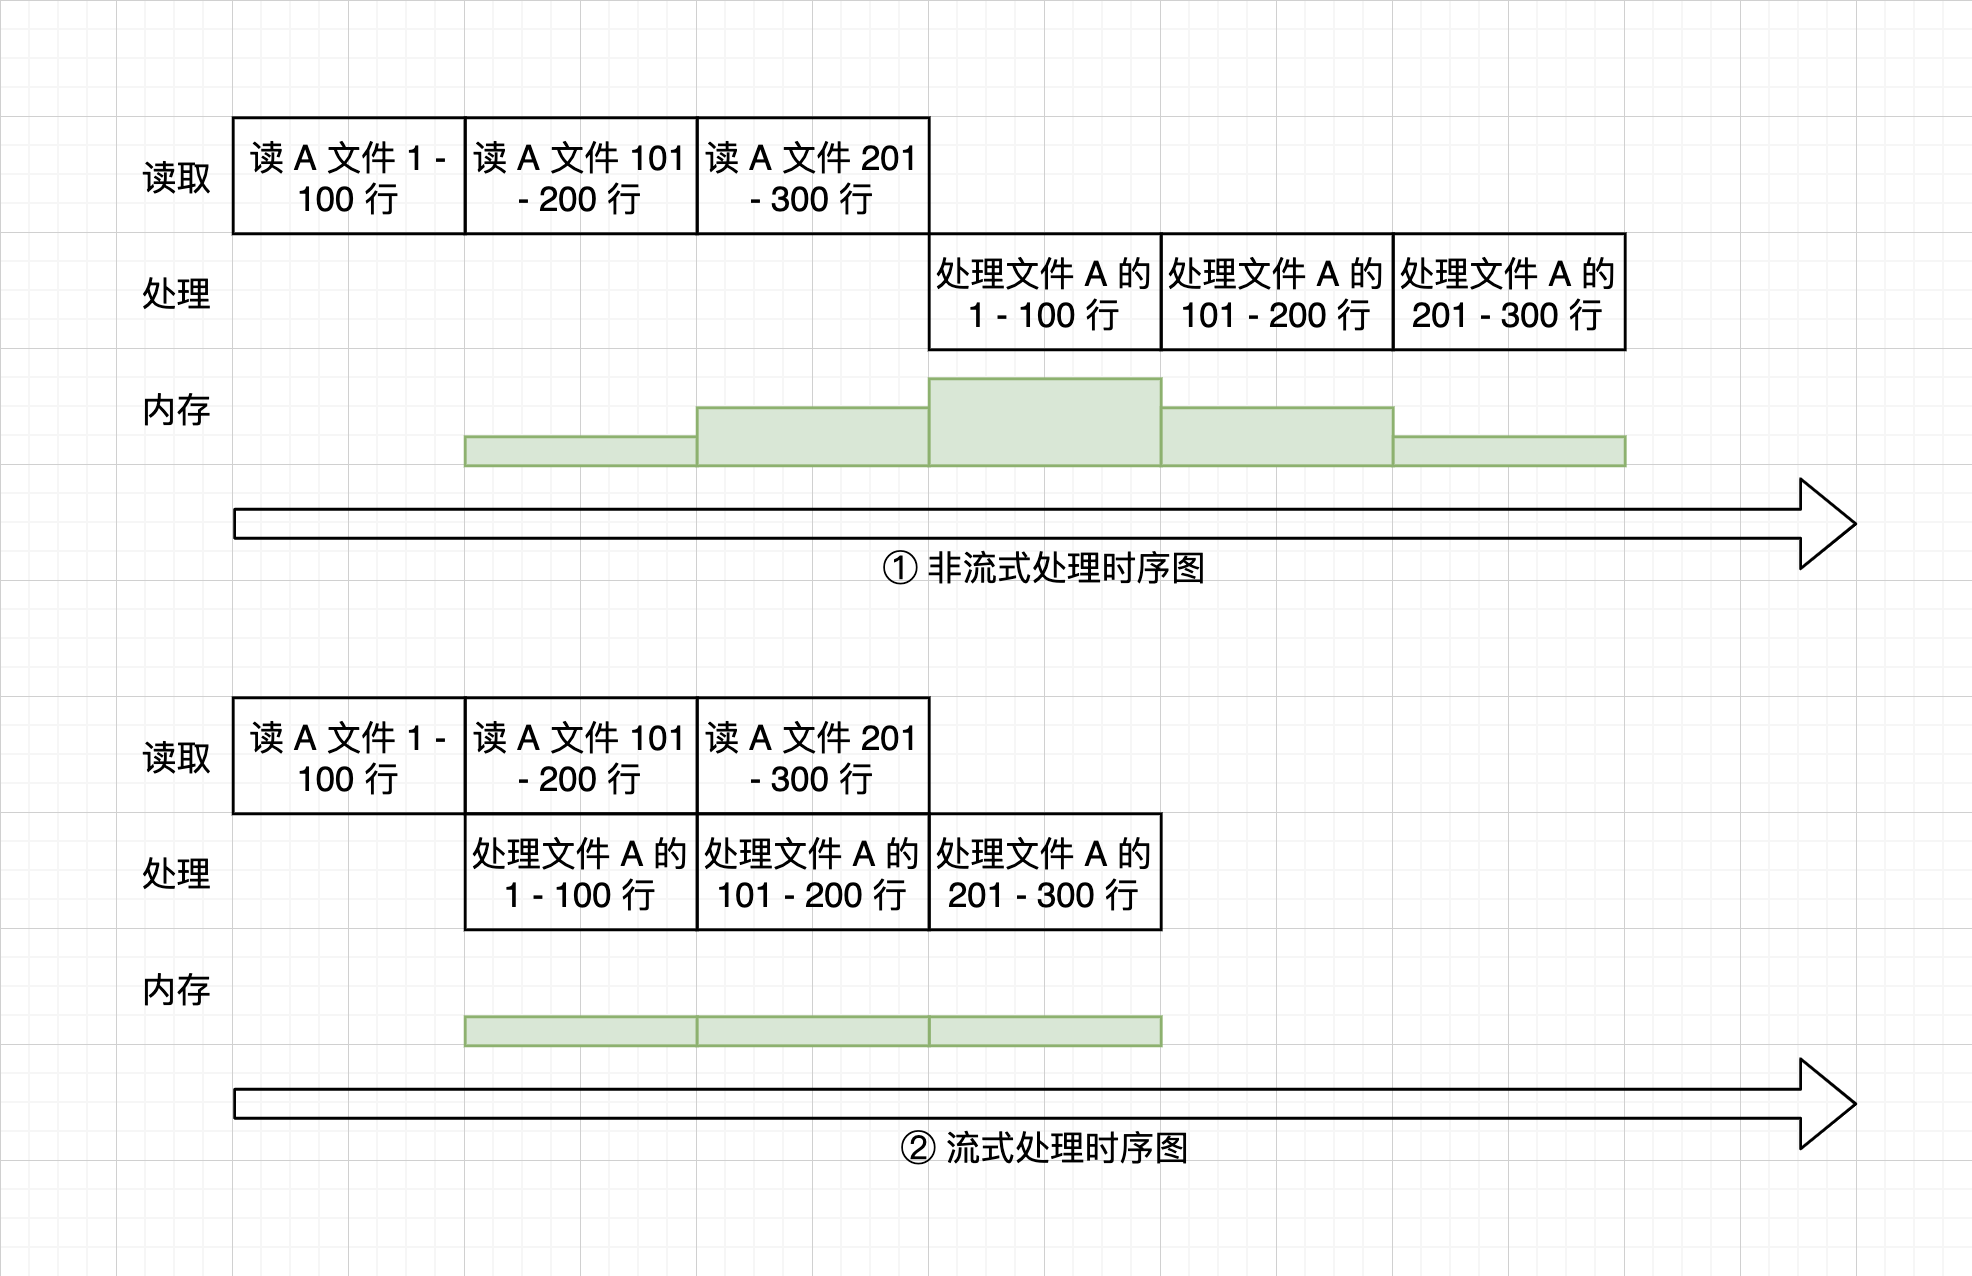 读取
读 A 文件 1 -
100 行
读 A 文件 101
- 200 行
读 A 文件 201
- 300 行
处理
处理文件 A 的
1 - 100 行
处理文件 A 的
101 - 200 行
处理文件 A 的
201 - 300 行
内存
① 非流式处理时序图
读取
读 A 文件 1 -
100 行
读 A 文件 101
- 200 行
读 A 文件 201
- 300 行
处理
处理文件 A 的
1 - 100 行
处理文件 A 的
101 - 200 行
处理文件 A 的
201 - 300 行
内存
② 流式处理时序图